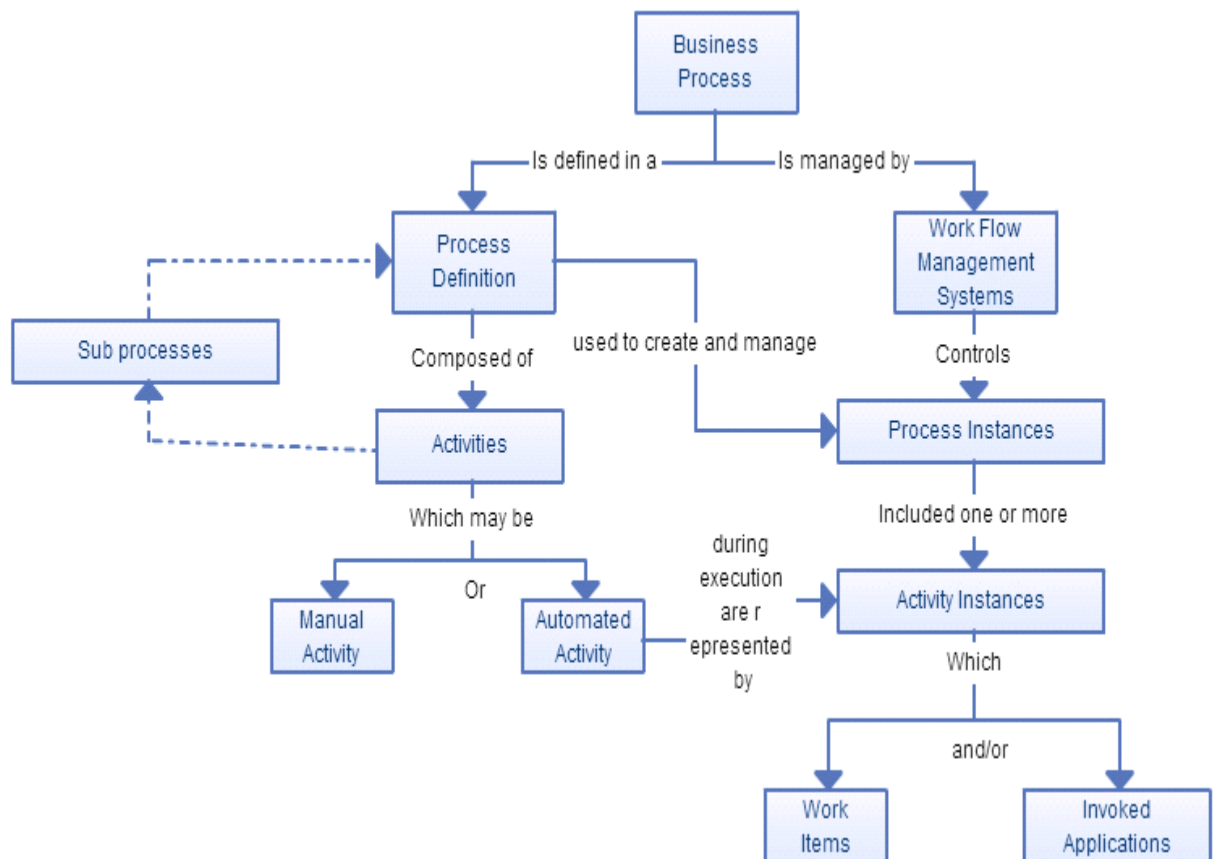 Business
Process
Is defined in a
Is managed by
Process
Definition
Work Flow
Management
Systems
Sub processes
Composed of
used to create and manage
Controls
Activities
Process Instances
Which may be
Included one or more
during
execution
are r
epresented
by
Or
Manual
Activity
Automated
Activity
Activity Instances
Which
and/or
Work
Items
Invoked
Applications